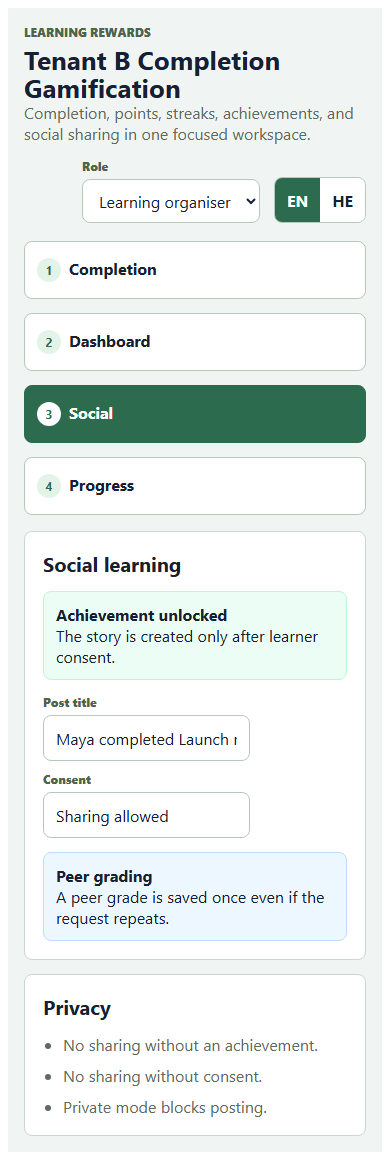 LEARNING REWARDS
Tenant B Completion
Gamification
Completion, points, streaks, achievements, and
social sharing in one focused workspace.
Role
Learning organiser
EN HE
1 Completion
2 Dashboard
3 Social
4 Progress
Social learning
Achievement unlocked
The story is created only after learner
consent.
Post title
Maya completed Launch
Consent
Sharing allowed
Peer grading
A peer grade is saved once even if the
request repeats.
Privacy
No sharing without an achievement.
No sharing without consent.
Private mode blocks posting.